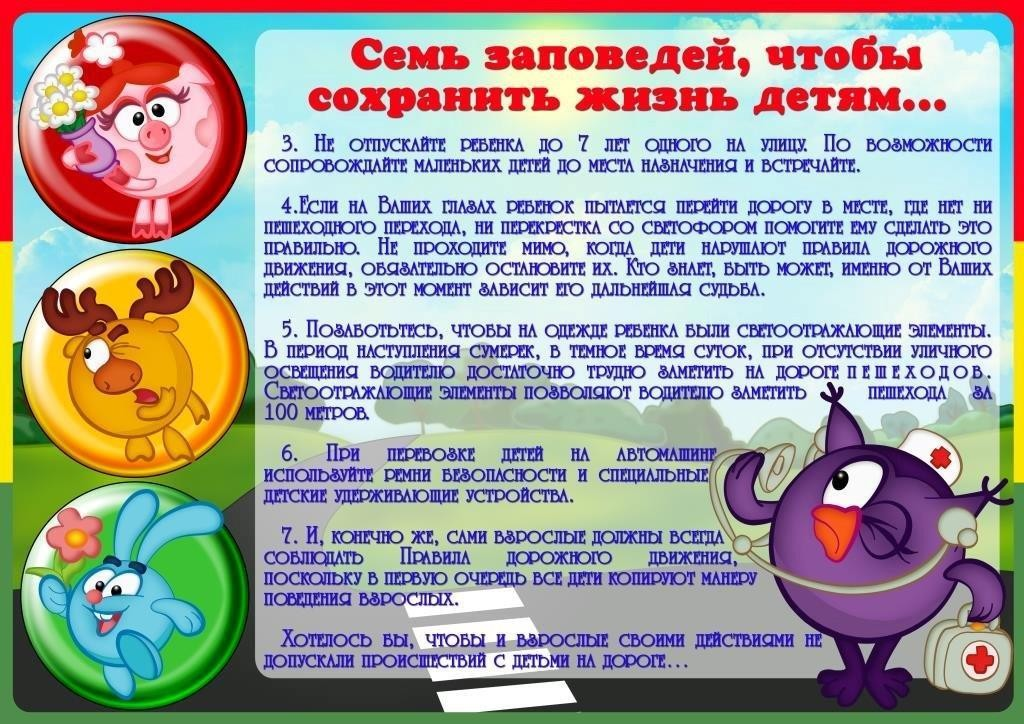 Семь заповедей, чтобы
сохранить жизнь детям...
3. Не отпускайте ребенка до 7 лет одного на улицу. По возможности
сопровождайте маленьких детей до места назначения и встречайте.
4.Если на Ваших глазах ребенок пытается перейти дорогу в месте, где нет ни
пешеходного перехода, ни перекрестка со светофором помогите ему сделать это
правильно. Не проходите мимо, когда дети нарушают правила дорожного
движения, обязательно остановите их. Кто знает, быть может, именно от Ваших
действий в этот момент зависит его дальнейшая судьба.
5. Позаботьтесь, чтобы на одежде ребенка были светоотражающие элементы.
В период наступления сумерек, в темное время суток, при отсутствии уличного
освещения водителю достаточно трудно заметить на дороге пешеходов.
Светоотражающие элементы позволяют водителю заметить пешехода за
100 метров.
6. При перевозке детей на автомашине
используйте ремни безопасности и специальные
детские удерживающие устройства.
7. И, конечно же, сами взрослые должны всегда
соблюдать Правила дорожного движения,
поскольку в первую очередь все дети копируют манеру
поведения взрослых.
Хотелось бы, чтобы и взрослые своими действиями не
допускали происшествий с детьми на дороге...